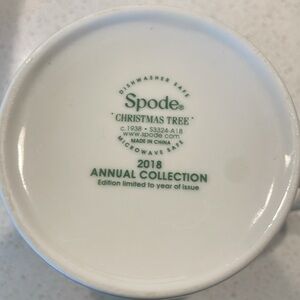 DISHWASHER SAFE
Spode®
"CHRISTMAS TREE"
c.1938 • S3324-A18
www.spode.com
MADE IN CHINA
MICROWAVE SAFE
2018
ANNUAL COLLECTION
Edition limited to year of issue